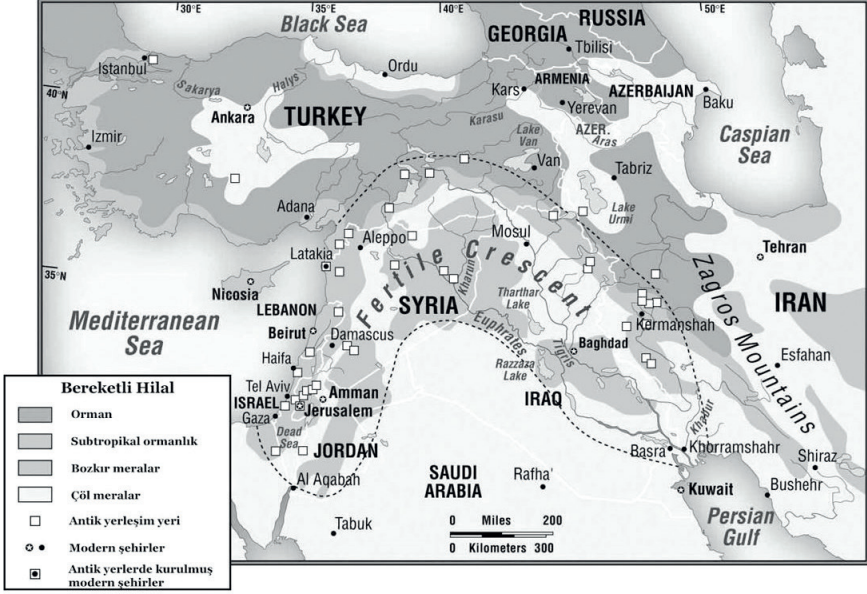 30°E
35°E
40°E
50°E
Black Sea
RUSSIA
GEORGIA
Tbilisi
Istanbul
Ordu
Sakarya
Halys
ARMENIA
Kars
AZERBAIJAN
40°N
Ankara
TURKEY
Yerevan
Baku
Karasu
AZER.
Izmir
Lake
Van
Aras
Caspian
Sea
Van
Tabriz
Adana
Lake
Urmi
Aleppo
Mosul
Latakia
Tehran
35°N
Fertile Crescent
Kharun
Nicosia
Tharthar
Lake
Zagros Mountains
LEBANON
SYRIA
IRAN
Mediterranean
Sea
Beirut
Euphrates
Kermanshah
Damascus
Tigris
Baghdad
Haifa
Razzaza
Lake
Esfahan
Tel Aviv
Amman
ISRAEL
Jerusalem
IRAQ
Gaza
Dead
Sea
JORDAN
Basra
Khorramshahr
Shiraz
Al Aqabah
SAUDI
ARABIA
Rafha'
Kuwait
Bushehr
Tabuk
Persian
Gulf
0 Miles 200
0 Kilometers 300
Bereketli Hilal
Orman
Subtropikal ormanlık
Bozkır meralar
Çöl meralar
Antik yerleşim yeri
Modern şehirler
Antik yerlerde kurulmuş
modern şehirler